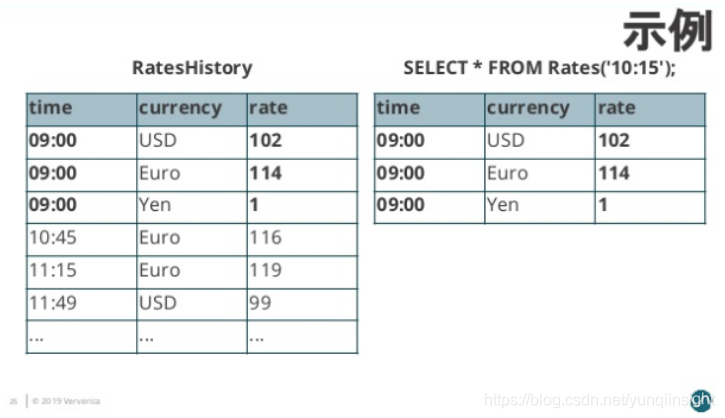 示例
RatesHistory
time currency rate
09:00 USD 102
09:00 Euro 114
09:00 Yen 1
10:45 Euro 116
11:15 Euro 119
11:49 USD 99
... ... ...
SELECT * FROM Rates('10:15');
time currency rate
09:00 USD 102
09:00 Euro 114
09:00 Yen 1
26 © 2019 Ververica
https://blog.csdn.net/yunqiinsight